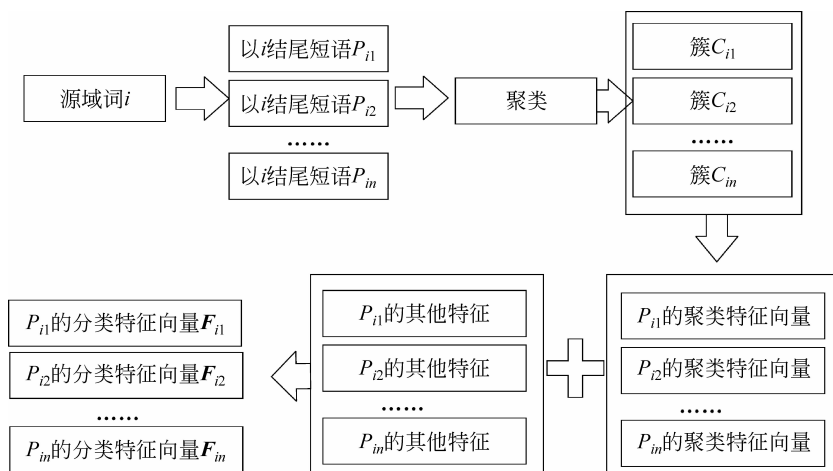 源域词i
以i结尾短语Pi1
以i结尾短语Pi2
……
以i结尾短语Pin
聚类
簇Ci1
簇Ci2
……
簇Cin
Pi1的聚类特征向量
Pi2的聚类特征向量
……
Pin的聚类特征向量
Pi1的其他特征
Pi2的其他特征
……
Pin的其他特征
Pi1的分类特征向量Fi1
Pi2的分类特征向量Fi2
……
Pin的分类特征向量Fin